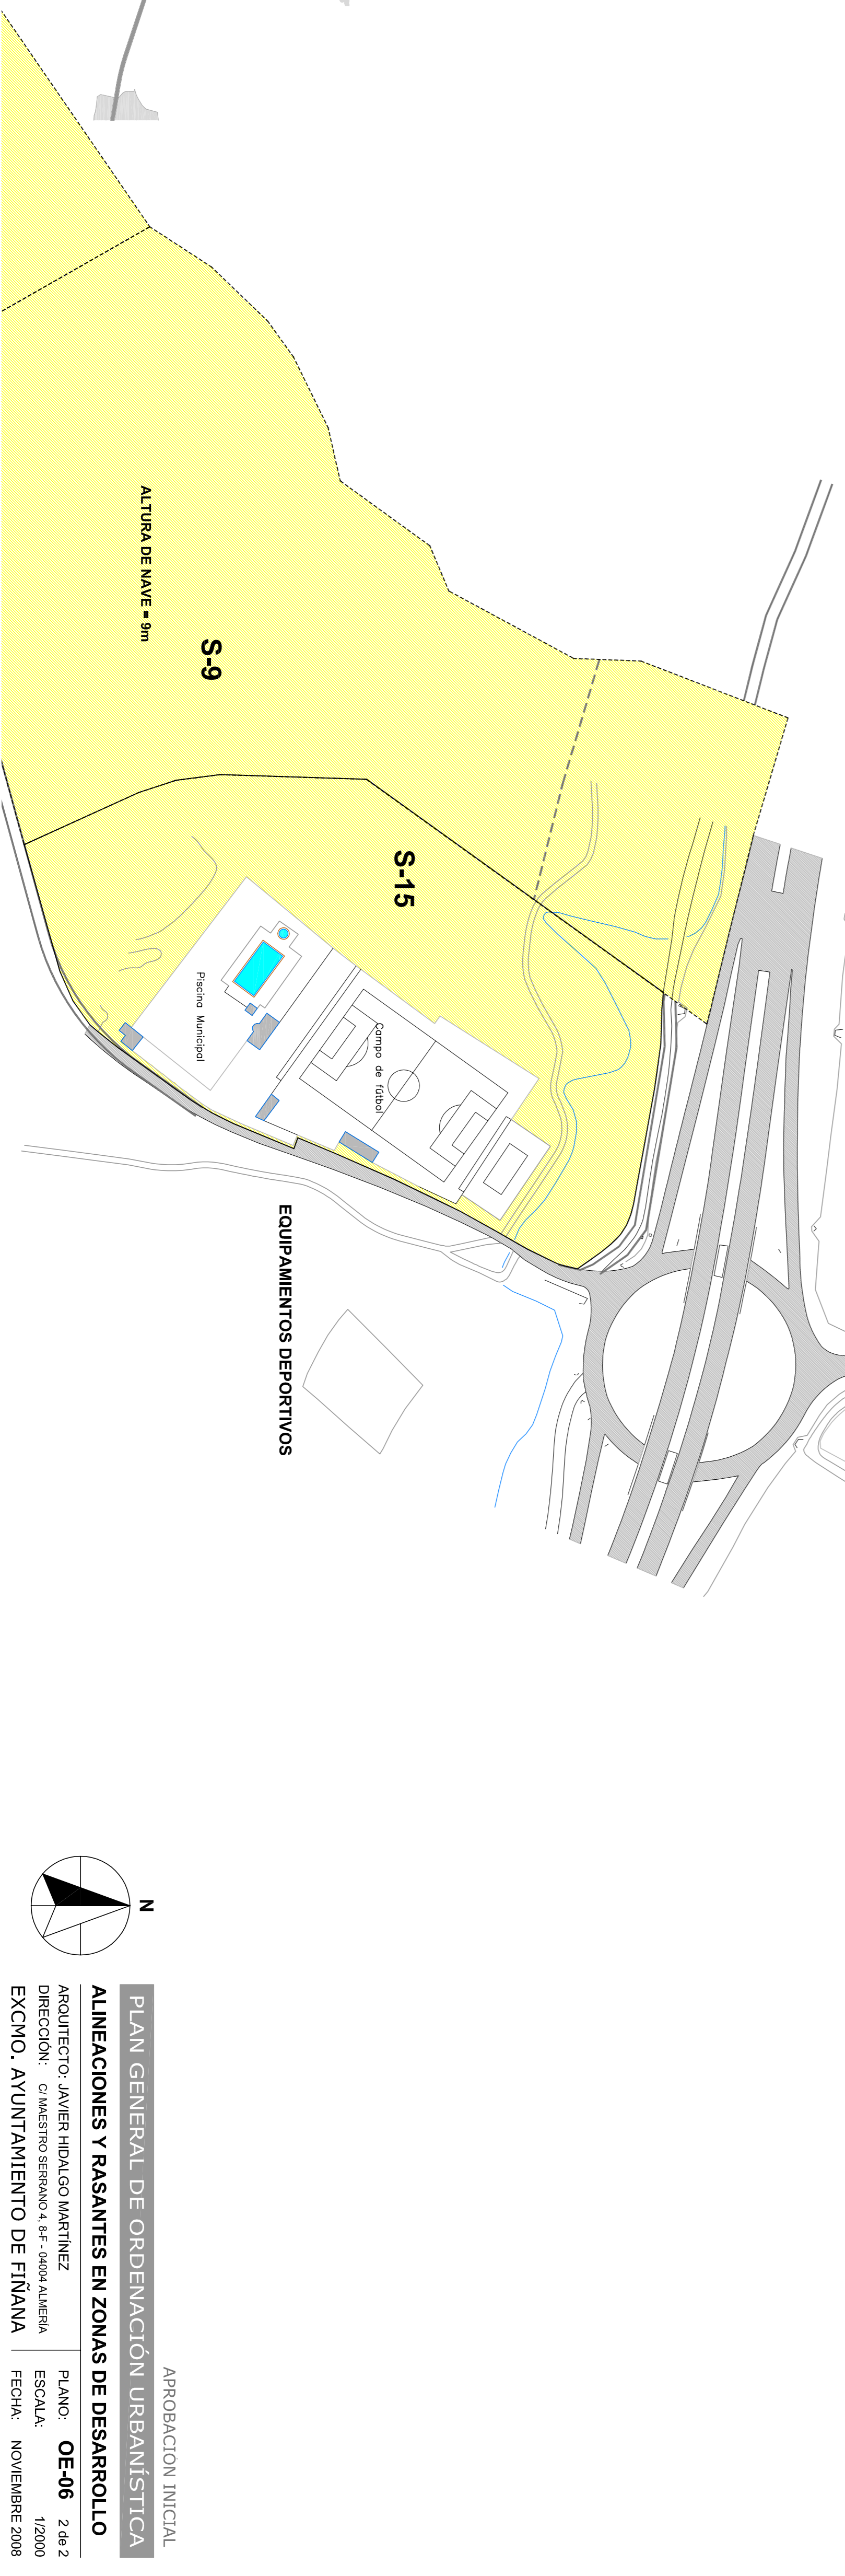 ALTURA DE NAVE = 9m
S-9
S-15
Piscina Municipal
Campo de fútbol
EQUIPAMIENTOS DEPORTIVOS
N
APROBACION INICIAL
PLAN GENERAL DE ORDENACIÓN URBANÍSTICA
ALINEACIONES Y RASANTES EN ZONAS DE DESARROLLO
ARQUITECTO: JAVIER HIDALGO MARTÍNEZ
DIRECCIÓN: C/ MAESTRO SERRANO 4, 8-F - 04004 ALMERÍA
EXCMO. AYUNTAMIENTO DE FIÑANA
PLANO: OE-06 2 de 2
ESCALA: 1/2000
FECHA: NOVIEMBRE 2008